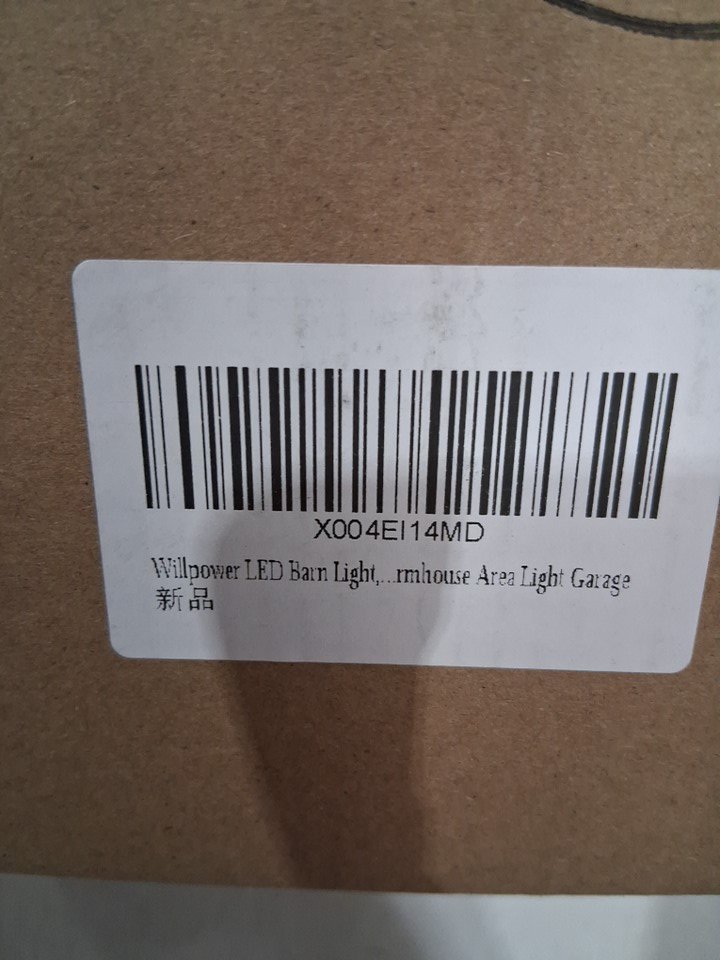 X004EI14MD
Willpower LED Barn Light,...rmhouse Area Light Garage
新品